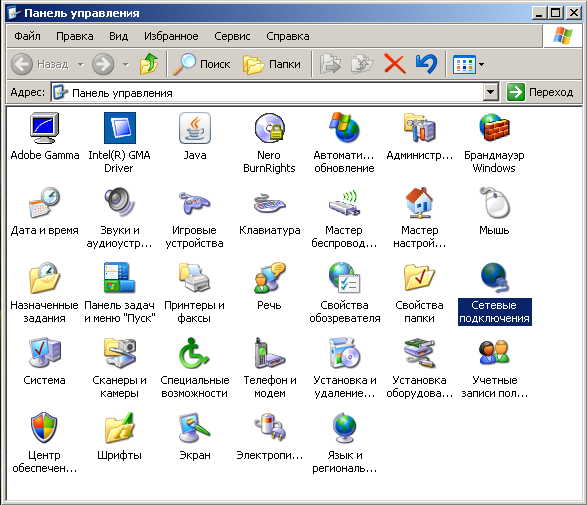 Панель управления
Файл Правка Вид Избранное Сервис Справка
Назад Поиск Папки
Адрес: Панель управления Переход
Adobe Gamma
Intel(R) GMA
Driver
Java
Nero
BurnRights
Автомати...
обновление
Администр...
Брандмауэр
Windows
Дата и время
Звуки и
аудиоустр...
Игровые
устройства
Клавиатура
Мастер
беспровод...
Мастер
настрой...
Мышь
Назначенные
задания
Панель задач
и меню "Пуск"
Принтеры и
факсы
Речь
Свойства
обозревателя
Свойства
папки
Сетевые
подключения
Система
Сканеры и
камеры
Специальные
возможности
Телефон и
модем
Установка и
удаление...
Установка
оборудова...
Учетные
записи пол...
Центр
обеспечен...
Шрифты
Экран
Электропи...
Язык и
региональ...